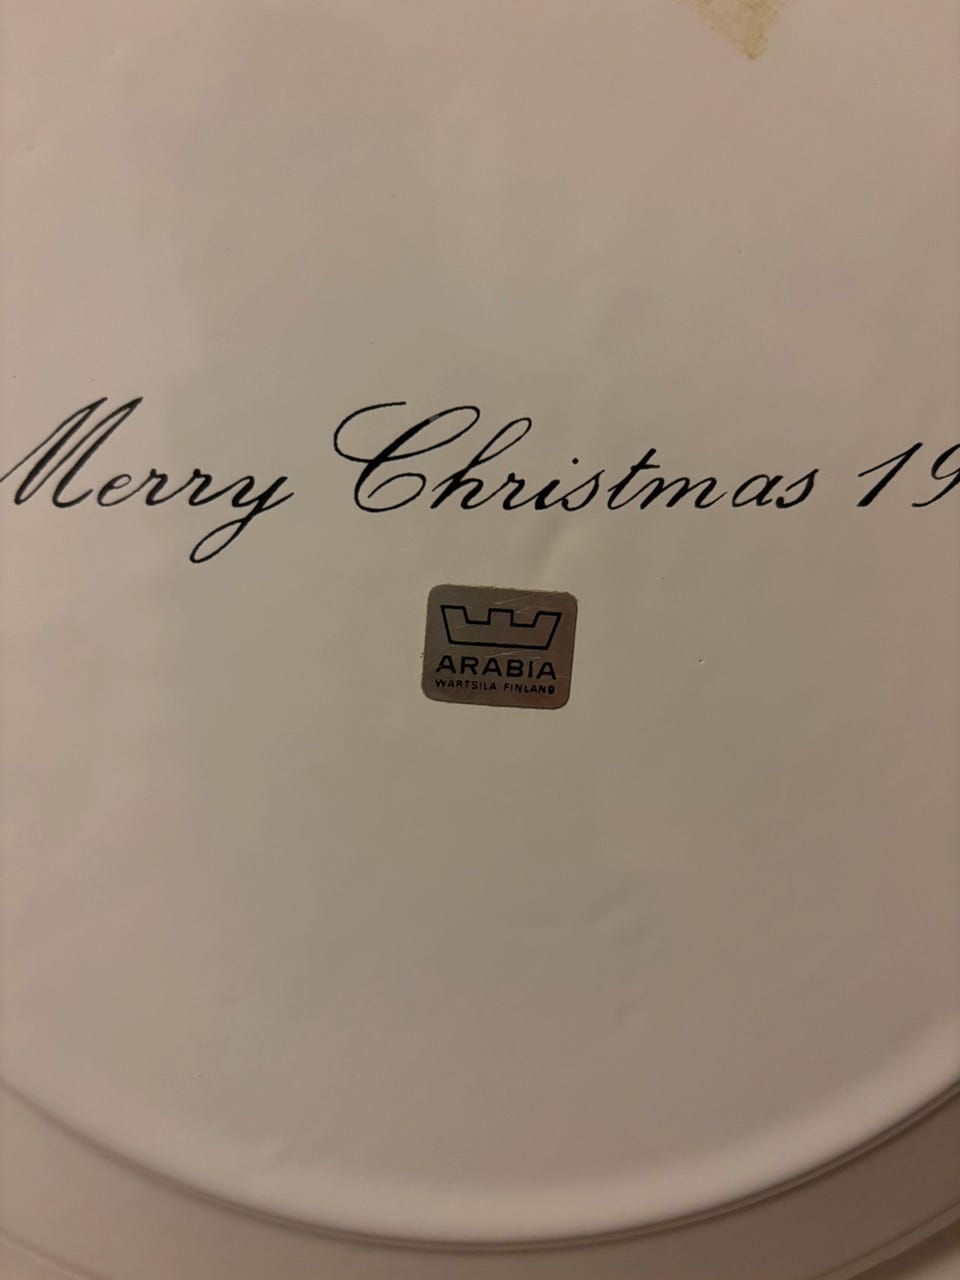 Merry Christmas 19
ARABIA
WARTSILA FINLAND